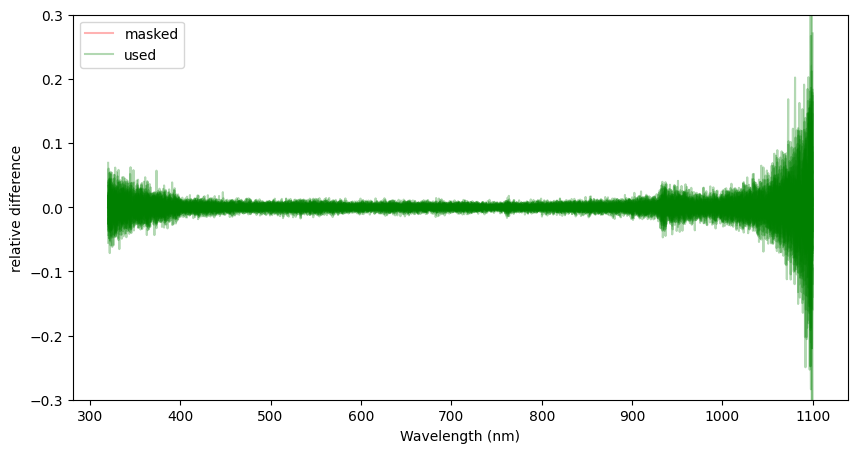 masked
used
0.3
0.2
0.1
0.0
−0.1
−0.2
−0.3
relative difference
300 400 500 600 700 800 900 1000 1100
Wavelength (nm)